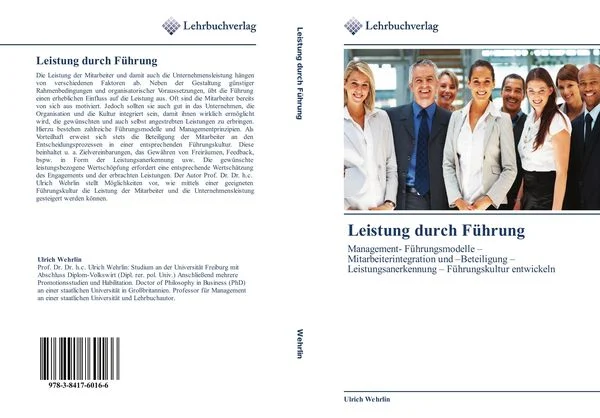 Lehrbuchverlag
Leistung durch Führung
Die Leistung der Mitarbeiter und damit auch die Unternehmensleistung hängen
von verschiedenen Faktoren ab. Neben der Gestaltung günstiger
Rahmenbedingungen und organisatorischer Voraussetzungen, übt die Führung
einen erheblichen Einfluss auf die Leistung aus. Oft sind die Mitarbeiter bereits
von sich aus motiviert. Jedoch sollten sie auch gut in das Unternehmen, die
Organisation und die Kultur integriert sein, damit ihnen wirklich ermöglicht
wird, die gewünschten und auch selbst angestrebten Leistungen zu erbringen.
Hierzu bestehen zahlreiche Führungsmodelle und Managementprinzipien. Als
Vorteilhaft erweist sich stets die Beteiligung der Mitarbeiter an den
Entscheidungsprozessen in einer entsprechenden Führungskultur. Diese
beinhaltet u. a. Zielvereinbarungen, das Gewähren von Freiräumen, Feedback,
bspw. in Form der Leistungsanerkennung usw. Die gewünschte
leistungsbezogene Wertschöpfung erfordert eine entsprechende Wertschätzung
des Engagements und der erbrachten Leistungen. Der Autor Prof. Dr. Dr. h.c.
Ulrich Wehrlin stellt Möglichkeiten vor, wie mittels einer geeigneten
Führungskultur die Leistung der Mitarbeiter und die Unternehmensleistung
gesteigert werden können.
Ulrich Wehrlin
Prof. Dr. Dr. h.c. Ulrich Wehrlin: Studium an der Universität Freiburg mit
Abschluss Diplom-Volkswirt (Dipl. rer. pol. Univ.) Anschließend mehrere
Promotionsstudien und Habilitation. Doctor of Philosophy in Business (PhD)
an einer staatlichen Universität in Großbritannien. Professor für Management
an einer staatlichen Universität und Lehrbuchautor.
978-3-8417-6016-6
Leistung durch Führung
Wehrlin
Lehrbuchverlag
Leistung durch Führung
Management- Führungsmodelle –
Mitarbeiterintegration und –Beteiligung –
Leistungsanerkennung – Führungskultur entwickeln
Ulrich Wehrlin